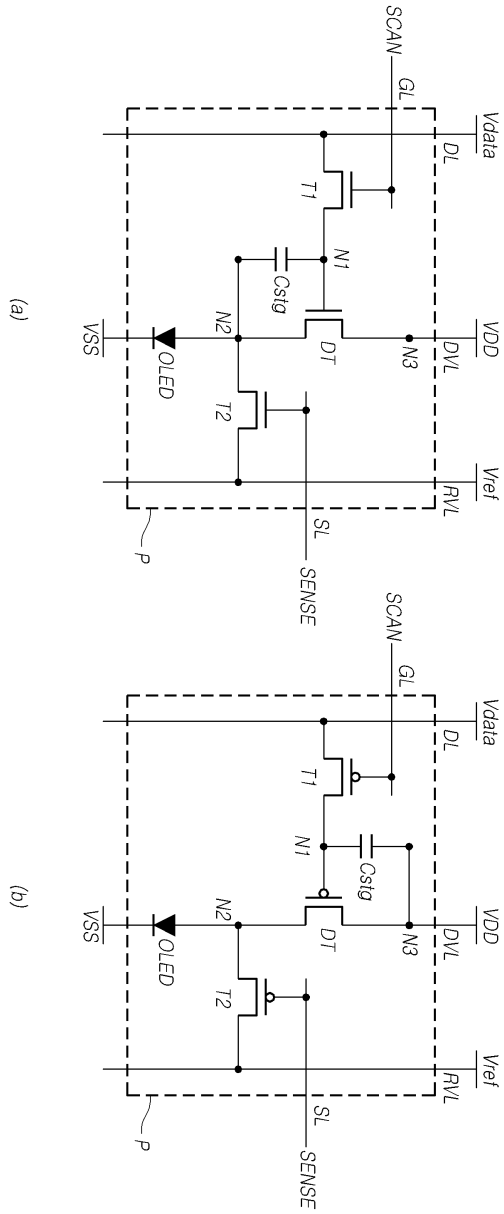 Vdata
VDD
Vref
SCAN
GL
DL
DVL
RVL
N3
T1
N1
DT
Cstg
N2
T2
SL
SENSE
OLED
VSS
P
(a)
Vdata
VDD
Vref
SCAN
GL
DL
DVL
RVL
N3
T1
Cstg
N1
DT
N2
T2
SL
SENSE
OLED
VSS
P
(b)